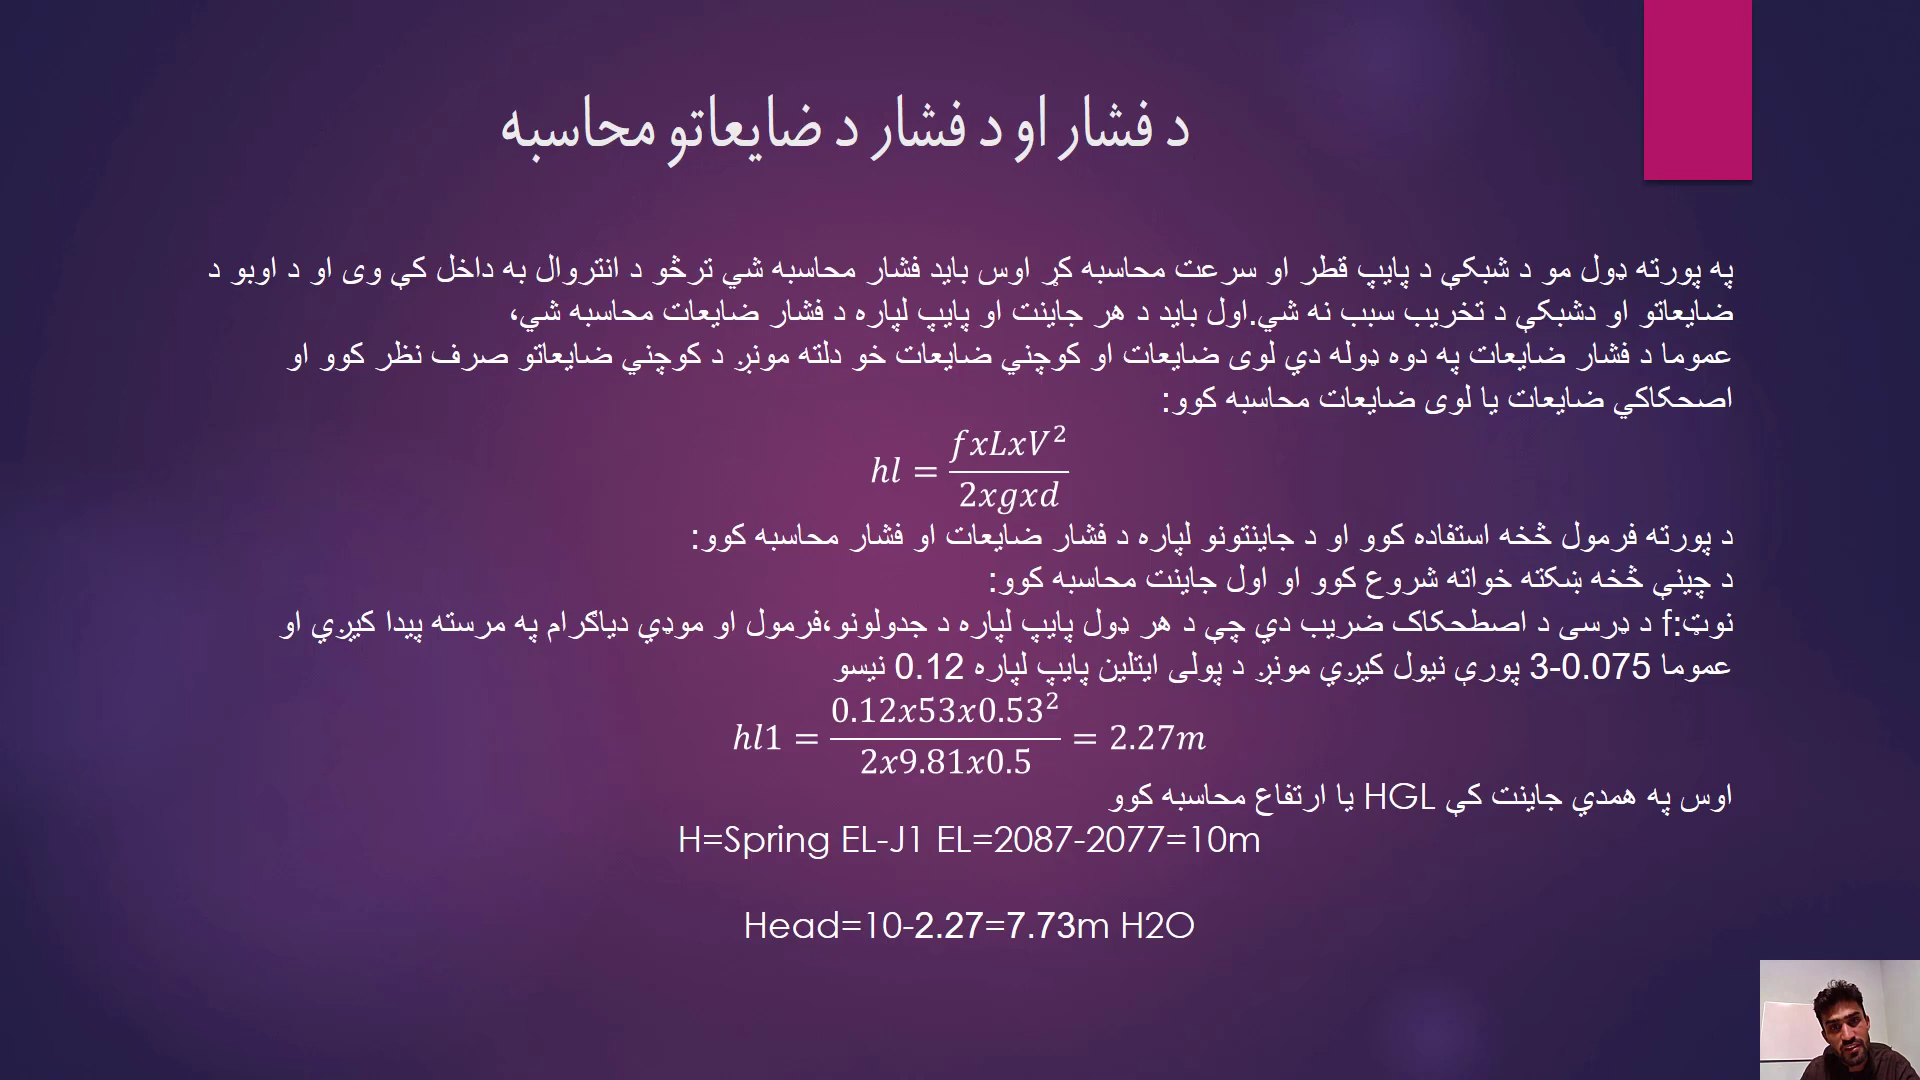 د فشار او د فشار د ضایعاتو محاسبه
په پورته ډول مو د شبکې د پایپ قطر او سرعت محاسبه کړ اوس باید فشار محاسبه شي ترڅو د انتروال به داخل کې وی او د اوبو د
ضایعاتو او دشبکې د تخریب سبب نه شي.اول باید د هر جاینت او پایپ لپاره د فشار ضایعات محاسبه شي،
عموما د فشار ضایعات په دوه ډوله دي لوی ضایعات او کوچني ضایعات خو دلته مونږ د کوچني ضایعاتو صرف نظر کوو او
اصحکاکي ضایعات یا لوی ضایعات محاسبه کوو:
hl = fxLxV² / 2xgxd
د پورته فرمول څخه استفاده کوو او د جاینتونو لپاره د فشار ضایعات او فشار محاسبه کوو:
د چینې څخه ښکته خواته شروع کوو او اول جاینت محاسبه کوو:
نوټ:f د ډرسی د اصطحکاک ضریب دي چې د هر ډول پایپ لپاره د جدولونو،فرمول او موډي دیاګرام په مرسته پیدا کیږي او
عموما 0.075-3 پورې نیول کیږي مونږ د پولی ایتلین پایپ لپاره 0.12 نیسو
hl1 = 0.12x53x0.53² / 2x9.81x0.5 = 2.27m
اوس په همدي جاینت کې HGL یا ارتفاع محاسبه کوو
H=Spring EL-J1 EL=2087-2077=10m
Head=10-2.27=7.73m H2O